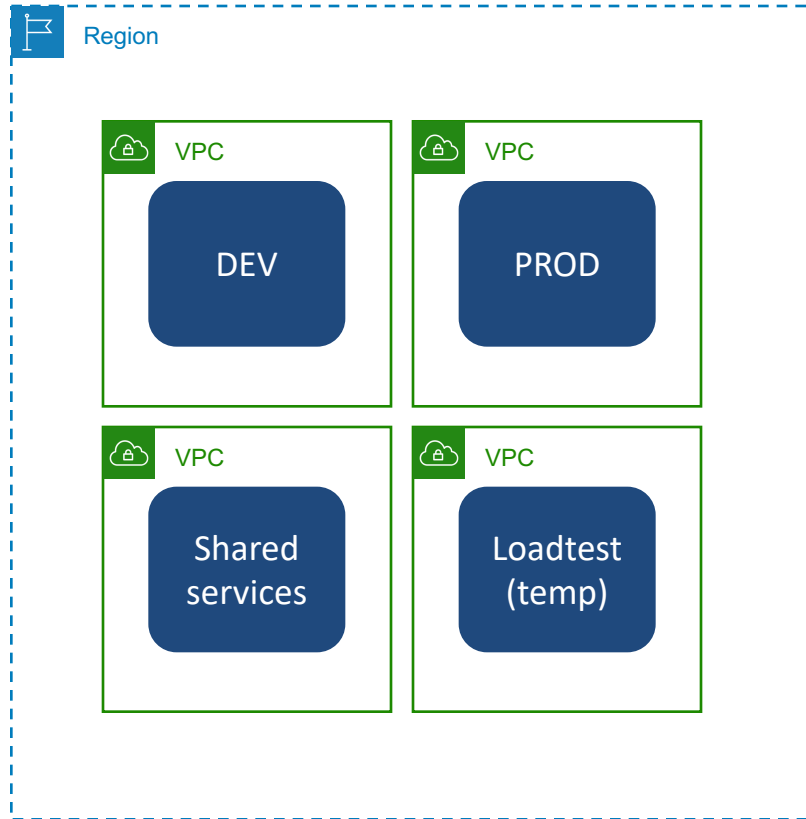 Region
VPC
DEV
VPC
PROD
VPC
Shared
services
VPC
Loadtest
(temp)